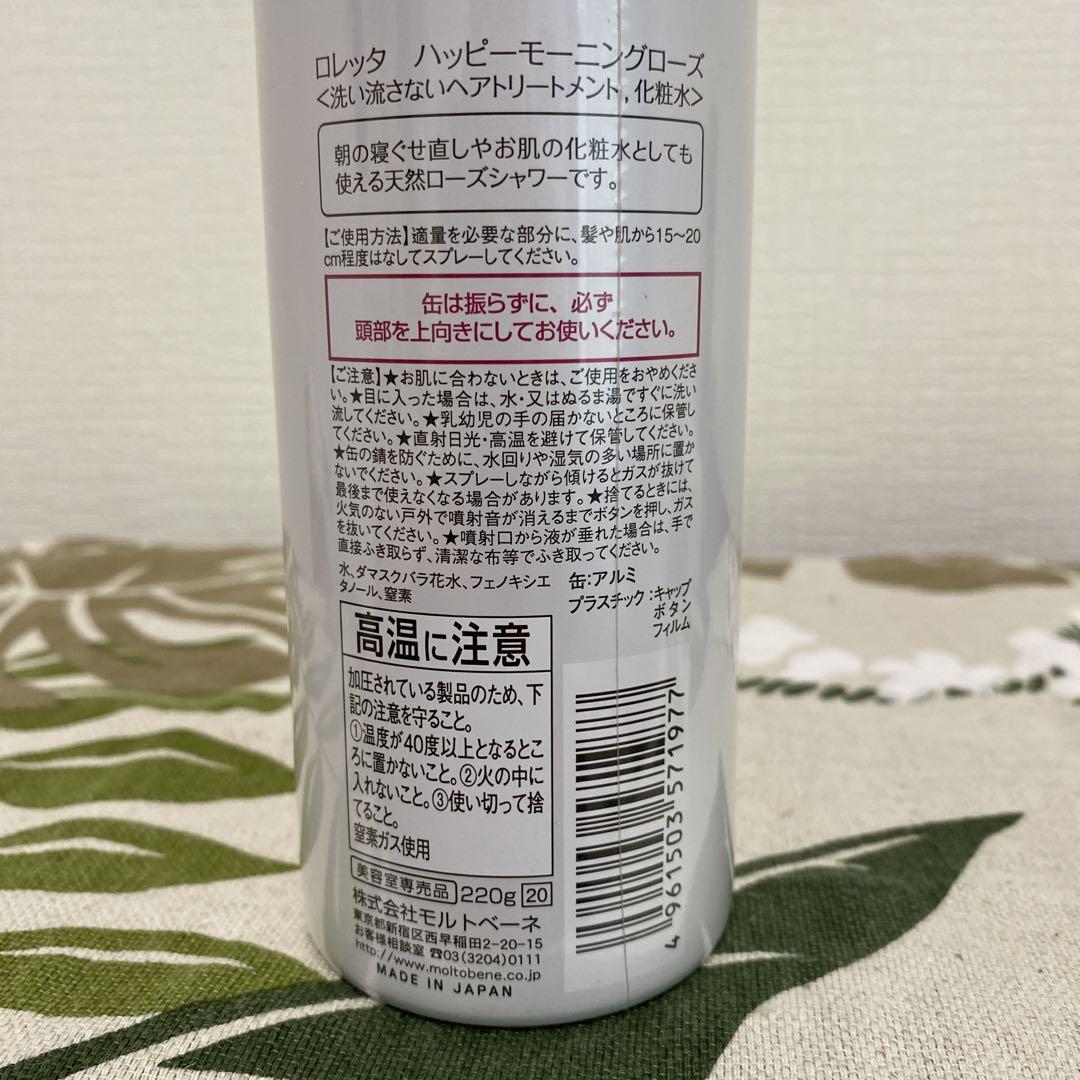 ロレッタ ハッピーモーニングローズ
<洗い流さないヘアトリートメント,化粧水>
朝の寝ぐせ直しやお肌の化粧水としても
使える天然ローズシャワーです。
【ご使用方法】適量を必要な部分に、髪や肌から15〜20
cm程度はなしてスプレーしてください。
缶は振らずに、必ず
頭部を上向きにしてお使いください。
【ご注意】★お肌に合わないときは、ご使用をおやめくださ
い。★目に入った場合は、水・又はぬるま湯ですぐに洗い
流してください。★乳幼児の手の届かないところに保管し
てください。★直射日光・高温を避けて保管してください。
★缶の錆を防ぐために、水回りや湿気の多い場所に置か
ないでください。★スプレーしながら傾けるとガスが抜けて
最後まで使えなくなる場合があります。★捨てるときには、
火気のない戸外で噴射音が消えるまでボタンを押し、ガス
を抜いてください。★噴射口から液が垂れた場合は、手で
直接ふき取らず、清潔な布等でふき取ってください。
水、ダマスクバラ花水、フェノキシエ
タノール、窒素
缶:アルミ
プラスチック:キャップ
ボタン
フィルム
高温に注意
加圧されている製品のため、下
記の注意を守ること。
①温度が40度以上となるとこ
ろに置かないこと。②火の中に
入れないこと。③使い切って捨
てること。
窒素ガス使用
美容室専売品 220g 20
株式会社モルトベーネ
東京都新宿区西早稲田2-20-15
お客様相談室 ☎03(3204)0111
http://www.moltobene.co.jp
MADE IN JAPAN
4 961503 571977